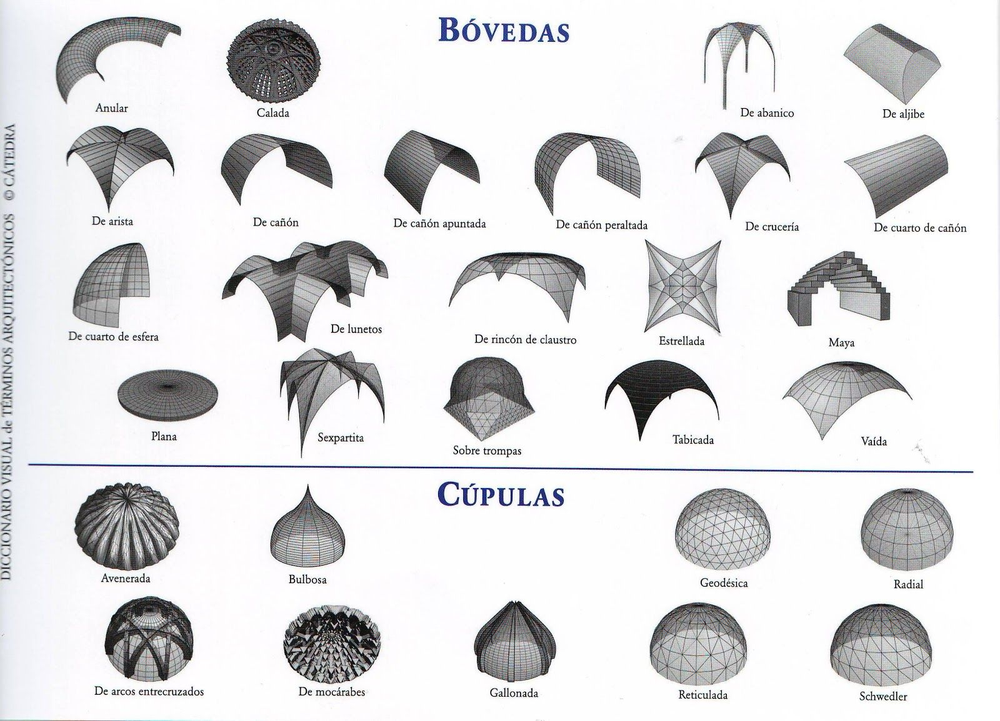 BÓVEDAS
Anular
Calada
De abanico
De aljibe
De arista
De cañón
De cañón apuntada
De cañón peraltada
De crucería
De cuarto de cañón
De cuarto de esfera
De lunetos
De rincón de claustro
Estrellada
Maya
Plana
Sexpartita
Sobre trompas
Tabicada
Vaída
CÚPULAS
Avenerada
Bulbosa
Geodésica
Radial
De arcos entrecruzados
De mocárabes
Gallonada
Reticulada
Schwedler
DICCIONARIO VISUAL de TÉRMINOS ARQUITECTÓNICOS © CÁTEDRA